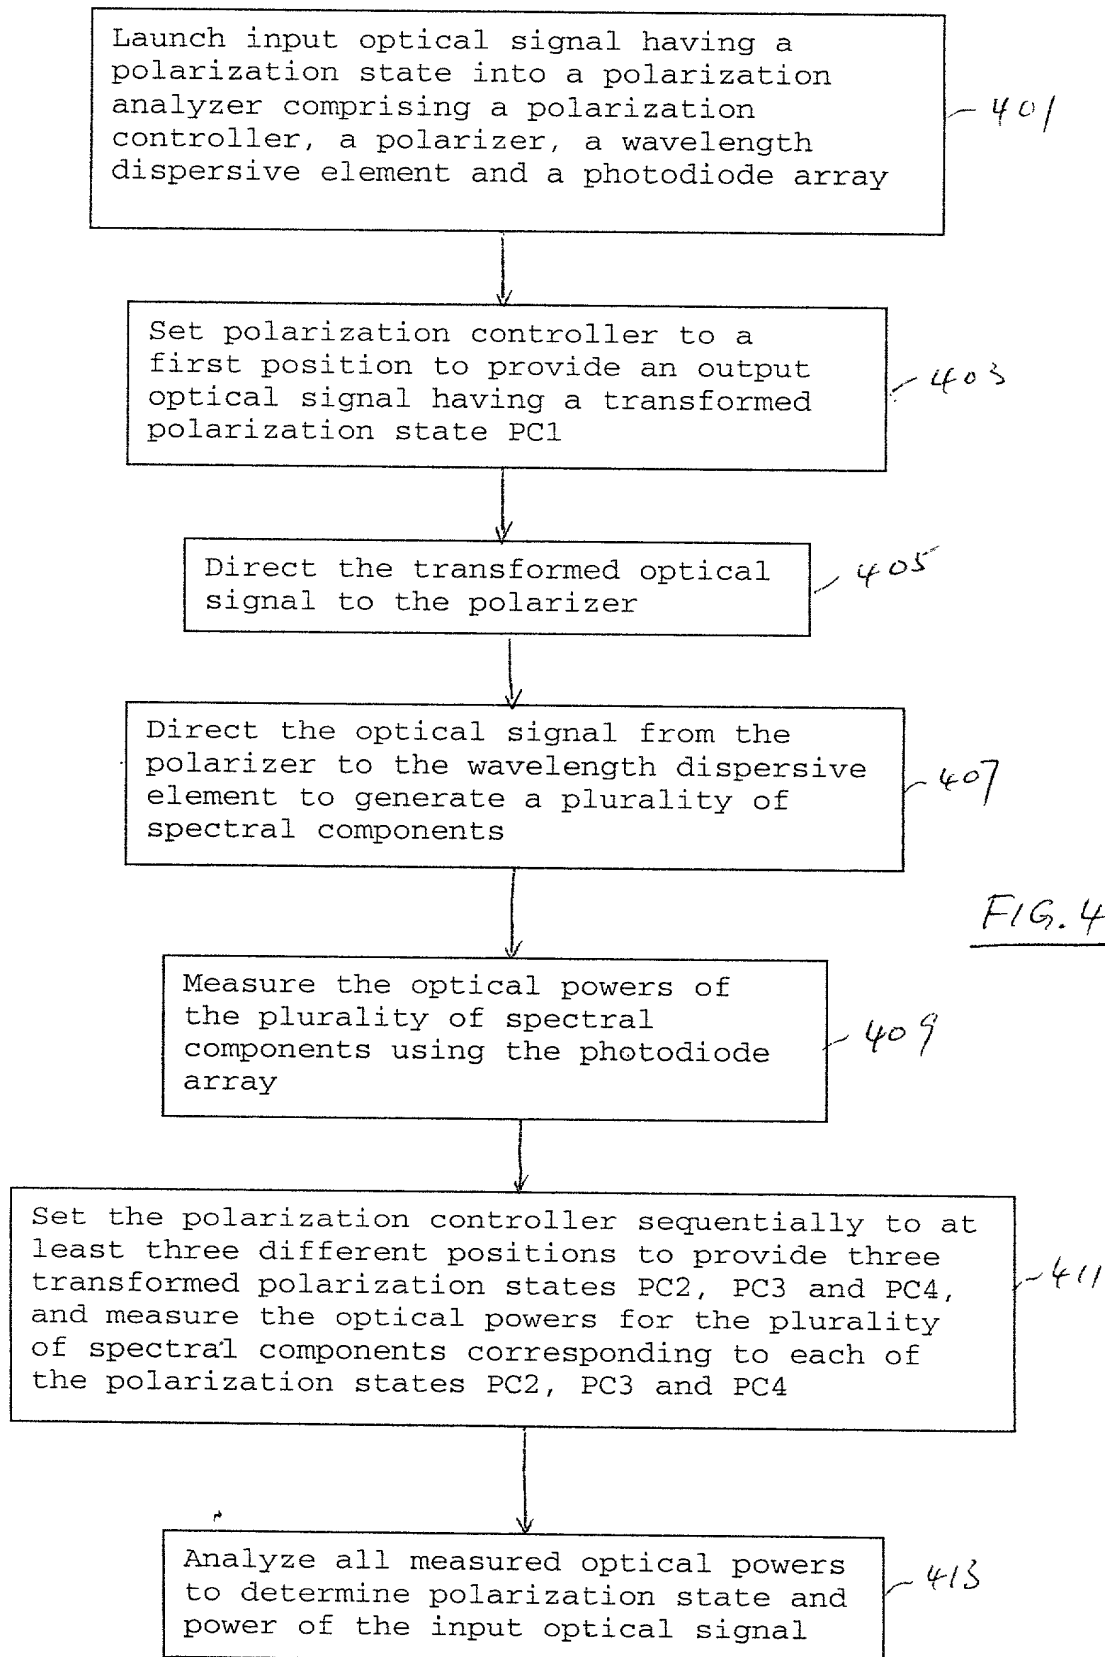 Launch input optical signal having a
polarization state into a polarization
analyzer comprising a polarization
controller, a polarizer, a wavelength
dispersive element and a photodiode array
401
Set polarization controller to a
first position to provide an output
optical signal having a transformed
polarization state PC1
403
Direct the transformed optical
signal to the polarizer
405
Direct the optical signal from the
polarizer to the wavelength dispersive
element to generate a plurality of
spectral components
407
FIG. 4
Measure the optical powers of
the plurality of spectral
components using the photodiode
array
409
Set the polarization controller sequentially to at
least three different positions to provide three
transformed polarization states PC2, PC3 and PC4,
and measure the optical powers for the plurality
of spectral components corresponding to each of
the polarization states PC2, PC3 and PC4
411
Analyze all measured optical powers
to determine polarization state and
power of the input optical signal
413